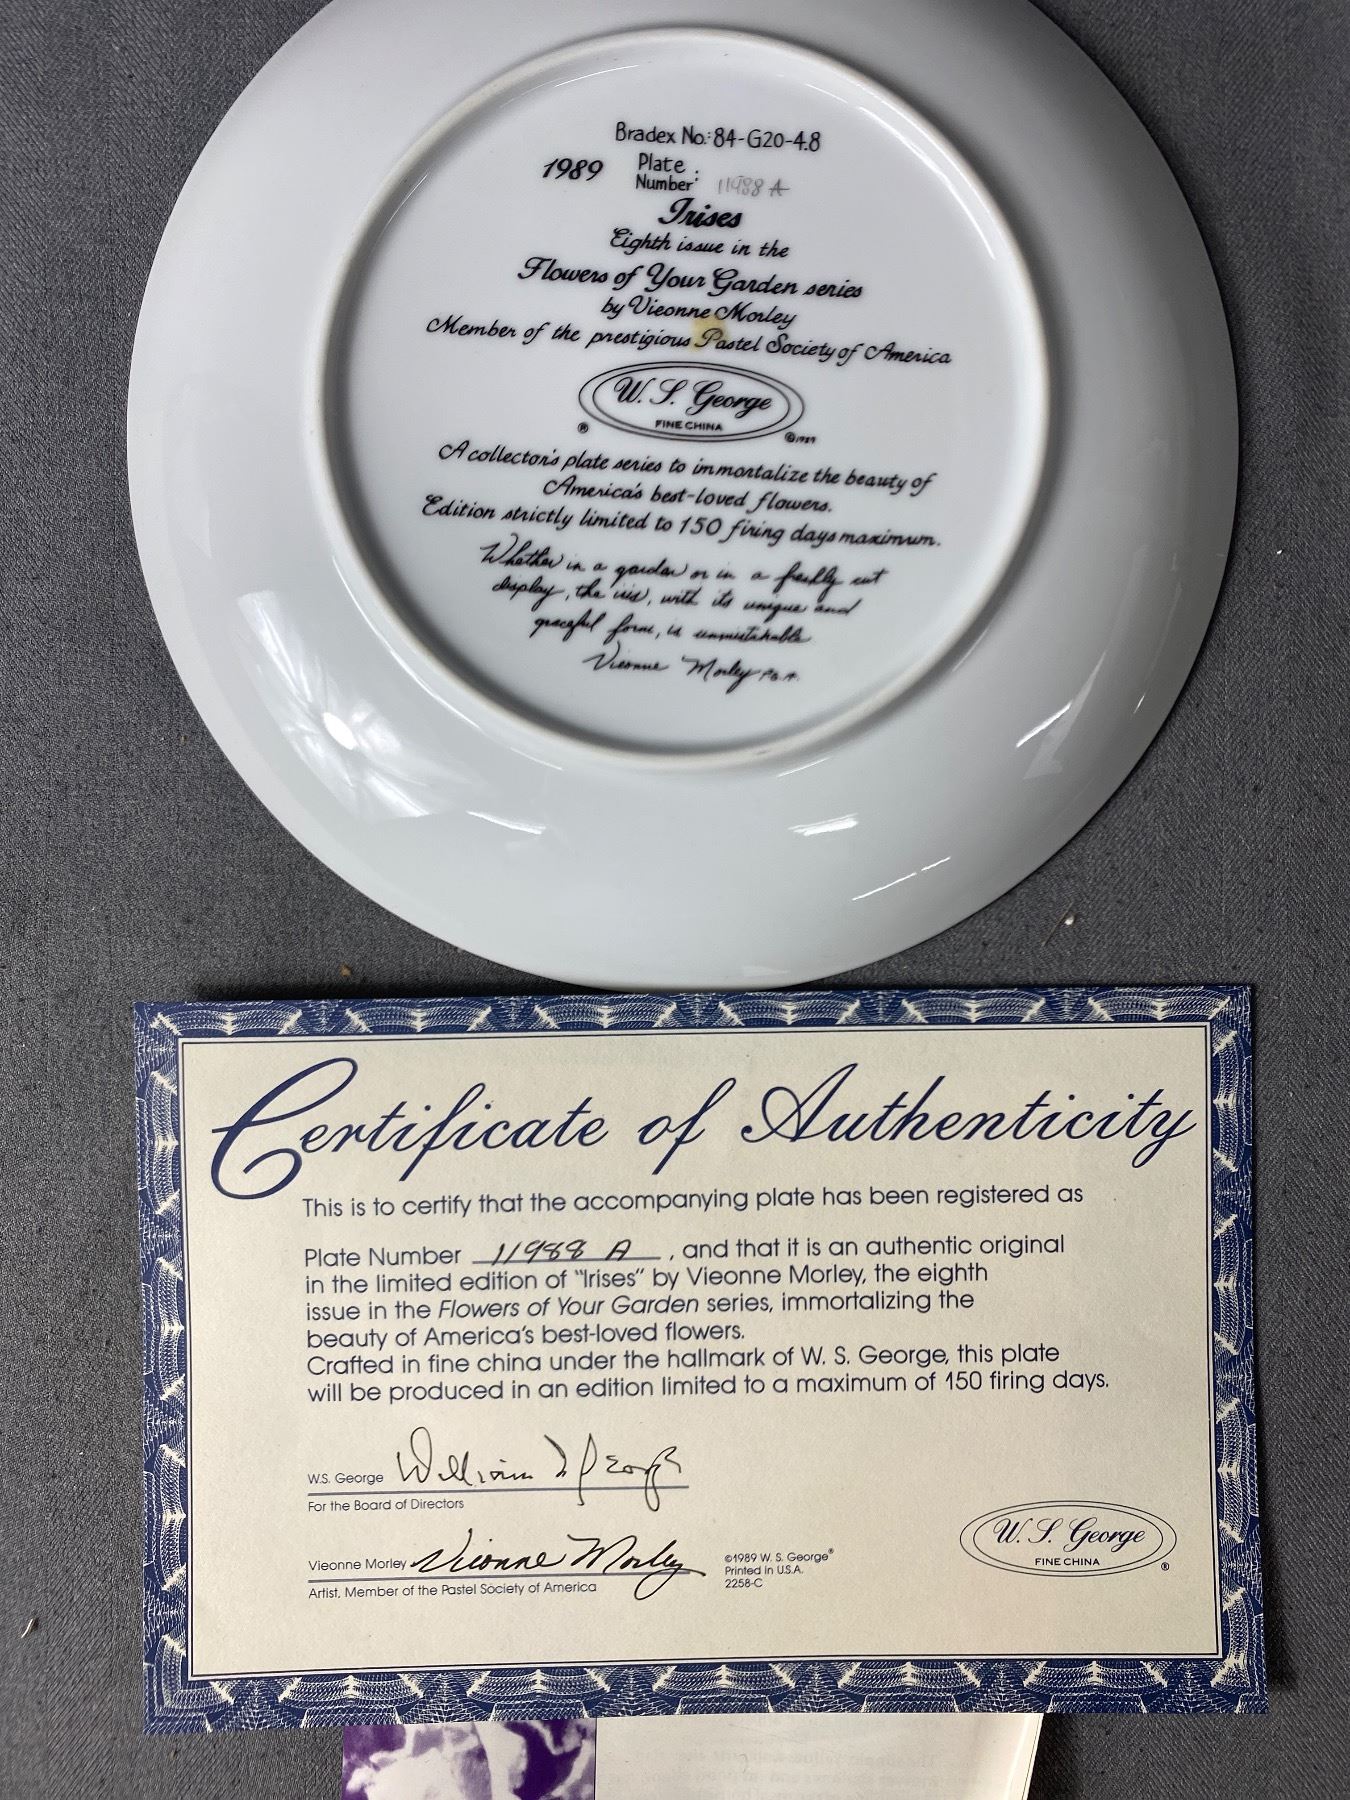 Bradex No.: 84-G20-4.8
1989 Plate Number: 11988 A
Irises
Eighth issue in the
Flowers of Your Garden series
by Vieonne Morley
Member of the prestigious Pastel Society of America
W. S. George
FINE CHINA
® ©1989
A collector's plate series to immortalize the beauty of
America's best-loved flowers.
Edition strictly limited to 150 firing days maximum.
Whether in a garden or in a freshly cut
display, the iris, with its unique and
graceful form, is unmistakable
Vieonne Morley P.S.A.
Certificate of Authenticity
This is to certify that the accompanying plate has been registered as
Plate Number 11988 A, and that it is an authentic original
in the limited edition of "Irises" by Vieonne Morley, the eighth
issue in the Flowers of Your Garden series, immortalizing the
beauty of America's best-loved flowers.
Crafted in fine china under the hallmark of W. S. George, this plate
will be produced in an edition limited to a maximum of 150 firing days.
W.S. George William S George
For the Board of Directors
Vieonne Morley Vieonne Morley
Artist, Member of the Pastel Society of America
©1989 W. S. George®
Printed in U.S.A.
2258-C
W. S. George
FINE CHINA
®